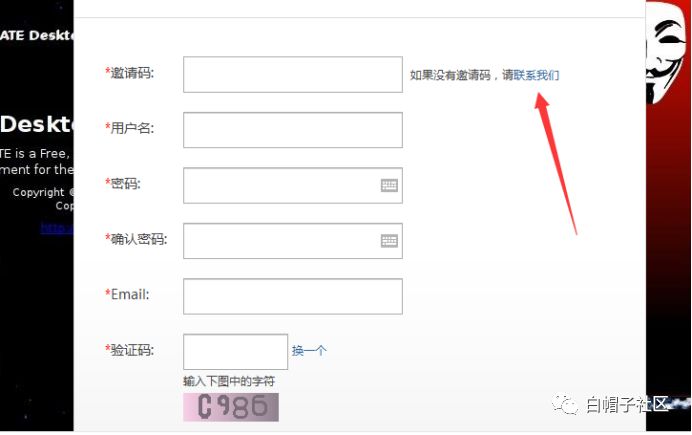 ATE Deskto
*邀请码:
如果没有邀请码，请联系我们
*用户名:
Deskto
TE is a Free,
ment for the
*密码:
Copyright ©
Cop
http:/
*确认密码:
*Email:
*验证码:
换一个
输入下图中的字符
C986
白帽子社区